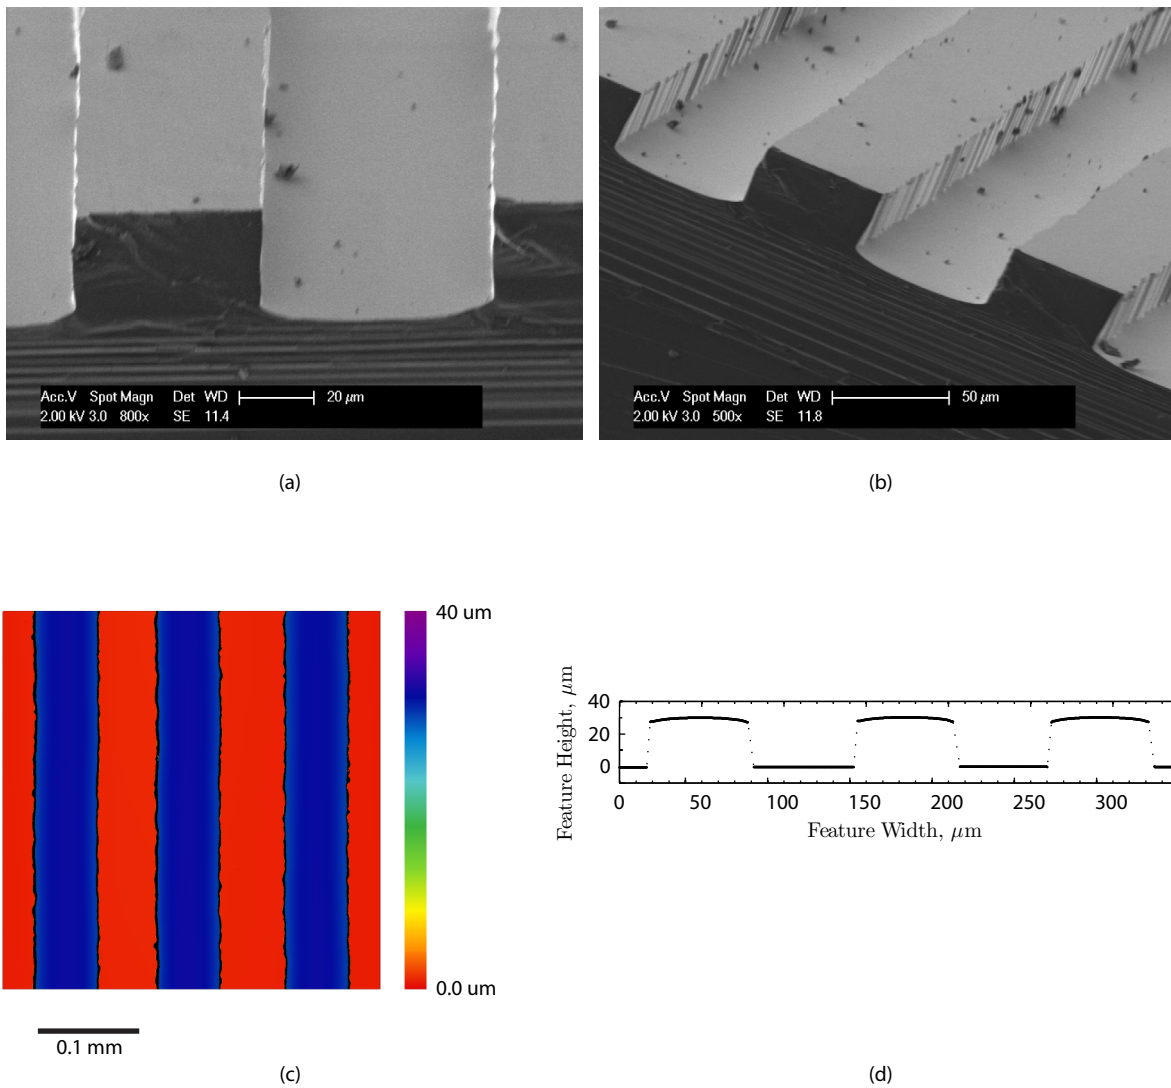 Acc.V Spot Magn Det WD 20 μm
2.00 kV 3.0 800x SE 11.4
Acc.V Spot Magn Det WD 50 μm
2.00 kV 3.0 500x SE 11.8
(a)
(b)
40 um
0.0 um
0.1 mm
(c)
Feature Height, μm
40
20
0
0 50 100 150 200 250 300
Feature Width, μm
(d)